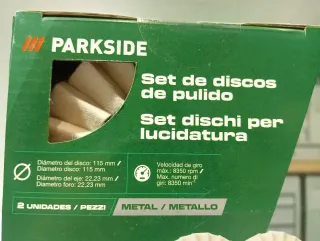 PARKSIDE
Set de discos
de pulido
Set dischi per
lucidatura
Diámetro del disco: 115 mm /
Diametro disco: 115 mm
Diámetro del eje: 22,23 mm /
Diametro foro: 22,23 mm
Velocidad de giro
máx.: 8350 rpm /
Max. numero di
giri: 8350 min⁻¹
2 UNIDADES / PEZZI
METAL / METALLO